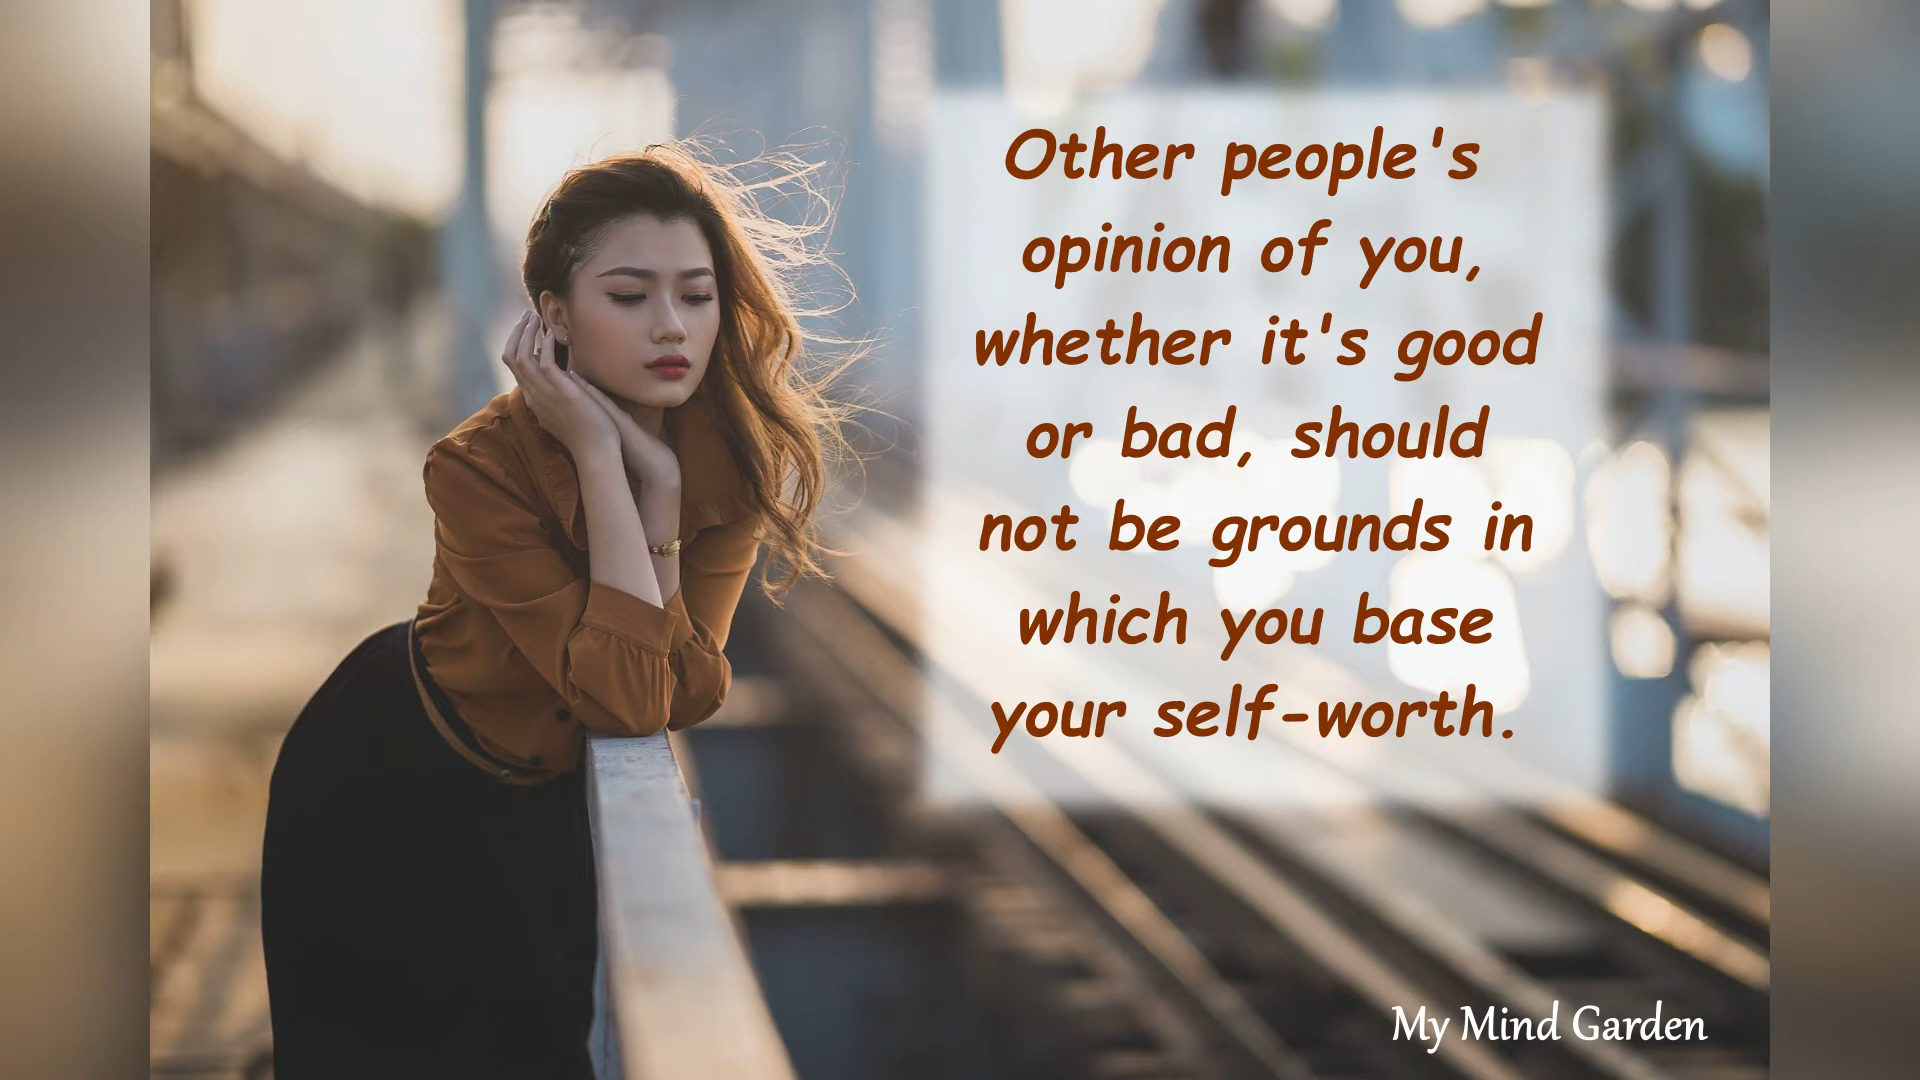 Other people's
opinion of you,
whether it's good
or bad, should
not be grounds in
which you base
your self-worth.
My Mind Garden